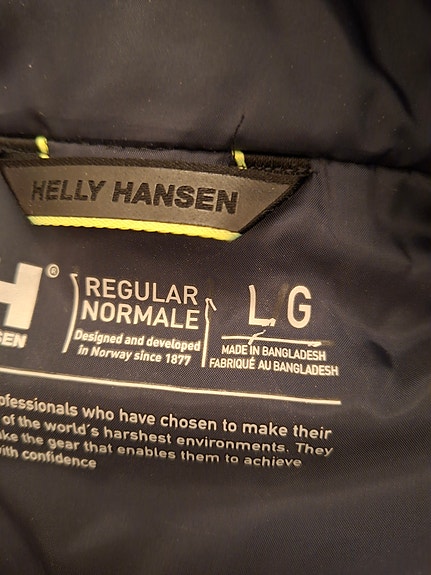 HELLY HANSEN
H®
SEN
REGULAR
NORMALE
Designed and developed
in Norway since 1877
L G
MADE IN BANGLADESH
FABRIQUÉ AU BANGLADESH
ofessionals who have chosen to make their
of the world's harshest environments. They
ke the gear that enables them to achieve
with confidence